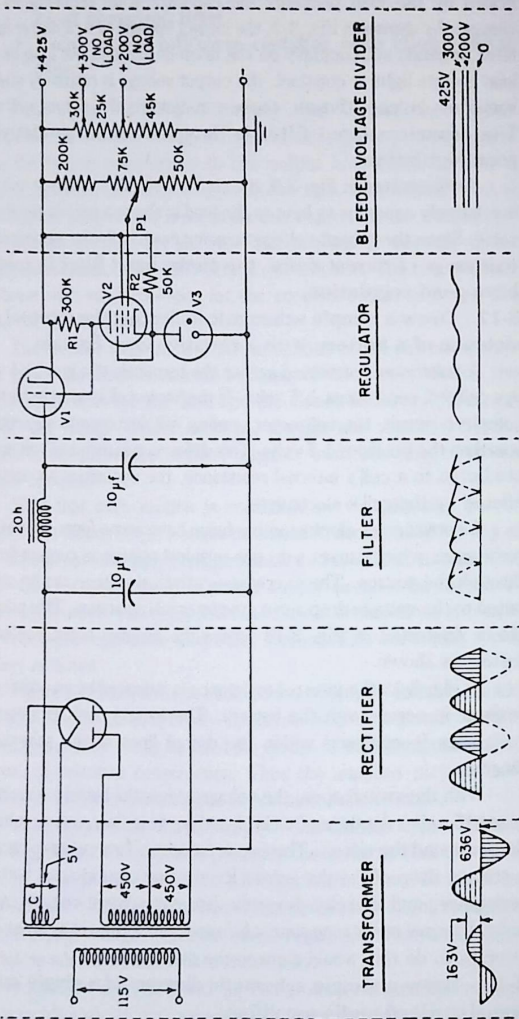 +425V
+300V
(NO
LOAD)
+200V
(NO
LOAD)
-
20h
V1
R1
300K
V2
R2
50K
V3
10µf
10µf
200K
75K
50K
P1
30K
25K
45K
C
5V
450V
450V
115V
TRANSFORMER
RECTIFIER
FILTER
REGULATOR
BLEEDER VOLTAGE DIVIDER
163V
636V
425V
300V
200V
0